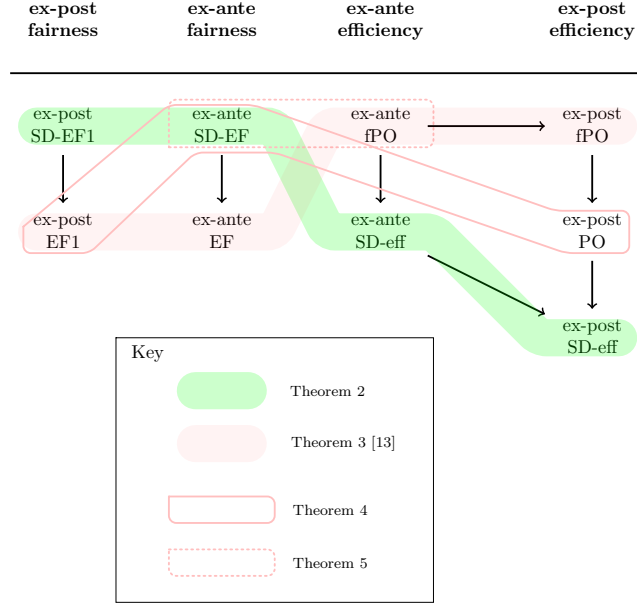 ex-post
fairness
ex-ante
fairness
ex-ante
efficiency
ex-post
efficiency
ex-post
SD-EF1
ex-ante
SD-EF
ex-ante
fPO
ex-post
fPO
ex-post
EF1
ex-ante
EF
ex-ante
SD-eff
ex-post
PO
ex-post
SD-eff
Key
Theorem 2
Theorem 3 [13]
Theorem 4
Theorem 5